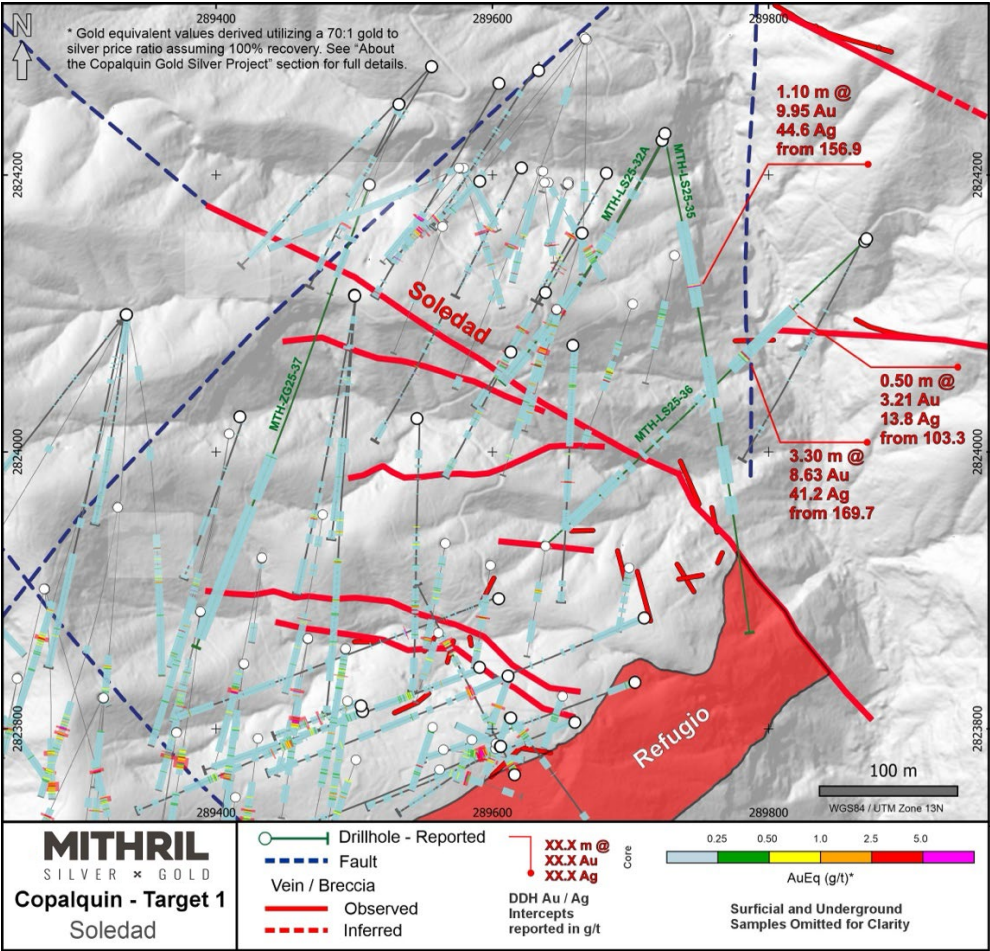 289400
289600
289800
N
* Gold equivalent values derived utilizing a 70:1 gold to
silver price ratio assuming 100% recovery. See “About
the Copalquin Gold Silver Project” section for full details.
1.10 m @
9.95 Au
44.6 Ag
from 156.9
2824200
2824200
MTH-LS25-32A
MTH-LS25-35
Soledad
MTH-ZG25-37
MTH-LS25-36
0.50 m @
3.21 Au
13.8 Ag
from 103.3
3.30 m @
8.63 Au
41.2 Ag
from 169.7
2824000
2824000
2823800
2823800
Refugio
100 m
WGS84 / UTM Zone 13N
289400
289600
289800
MITHRIL
SILVER × GOLD
Copalquin - Target 1
Soledad
Drillhole - Reported
Fault
Vein / Breccia
Observed
Inferred
XX.X m @
XX.X Au
XX.X Ag
DDH Au / Ag
Intercepts
reported in g/t
Core
0.25 0.50 1.0 2.5 5.0
AuEq (g/t)*
Surficial and Underground
Samples Omitted for Clarity